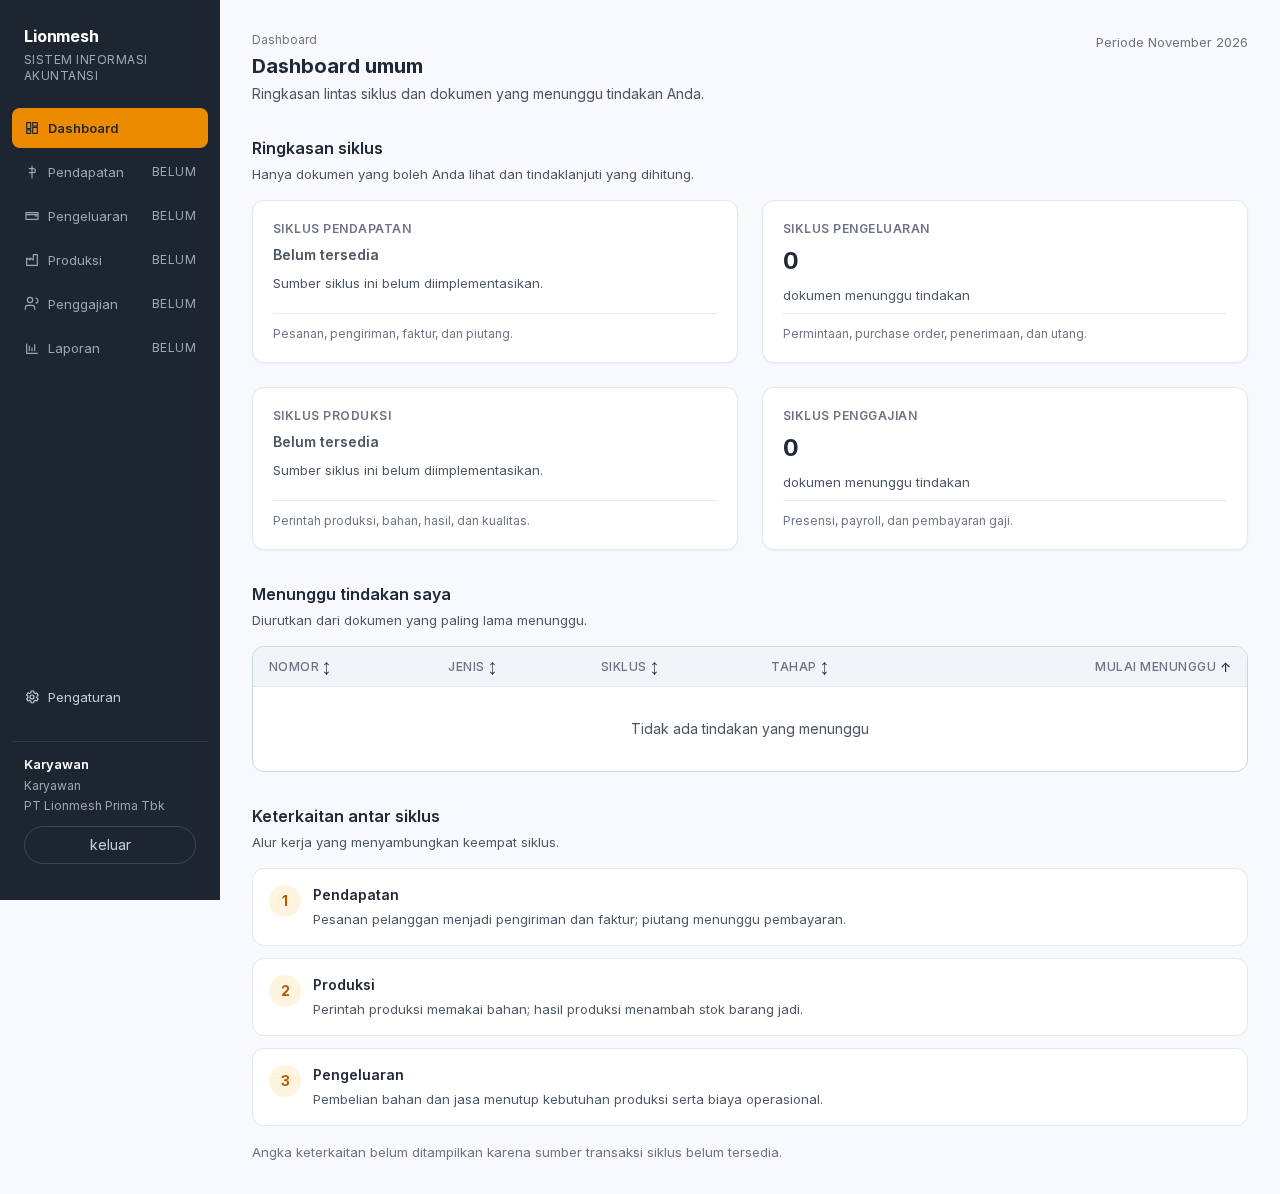 Lionmesh
SISTEM INFORMASI
AKUNTANSI
Dashboard
Pendapatan BELUM
Pengeluaran BELUM
Produksi BELUM
Penggajian BELUM
Laporan BELUM
Pengaturan
Karyawan
Karyawan
PT Lionmesh Prima Tbk
keluar
Dashboard
Periode November 2026
Dashboard umum
Ringkasan lintas siklus dan dokumen yang menunggu tindakan Anda.
Ringkasan siklus
Hanya dokumen yang boleh Anda lihat dan tindaklanjuti yang dihitung.
SIKLUS PENDAPATAN
Belum tersedia
Sumber siklus ini belum diimplementasikan.
Pesanan, pengiriman, faktur, dan piutang.
SIKLUS PENGELUARAN
0
dokumen menunggu tindakan
Permintaan, purchase order, penerimaan, dan utang.
SIKLUS PRODUKSI
Belum tersedia
Sumber siklus ini belum diimplementasikan.
Perintah produksi, bahan, hasil, dan kualitas.
SIKLUS PENGGAJIAN
0
dokumen menunggu tindakan
Presensi, payroll, dan pembayaran gaji.
Menunggu tindakan saya
Diurutkan dari dokumen yang paling lama menunggu.
NOMOR ↕ JENIS ↕ SIKLUS ↕ TAHAP ↕ MULAI MENUNGGU ↑
Tidak ada tindakan yang menunggu
Keterkaitan antar siklus
Alur kerja yang menyambungkan keempat siklus.
1 Pendapatan
Pesanan pelanggan menjadi pengiriman dan faktur; piutang menunggu pembayaran.
2 Produksi
Perintah produksi memakai bahan; hasil produksi menambah stok barang jadi.
3 Pengeluaran
Pembelian bahan dan jasa menutup kebutuhan produksi serta biaya operasional.
Angka keterkaitan belum ditampilkan karena sumber transaksi siklus belum tersedia.